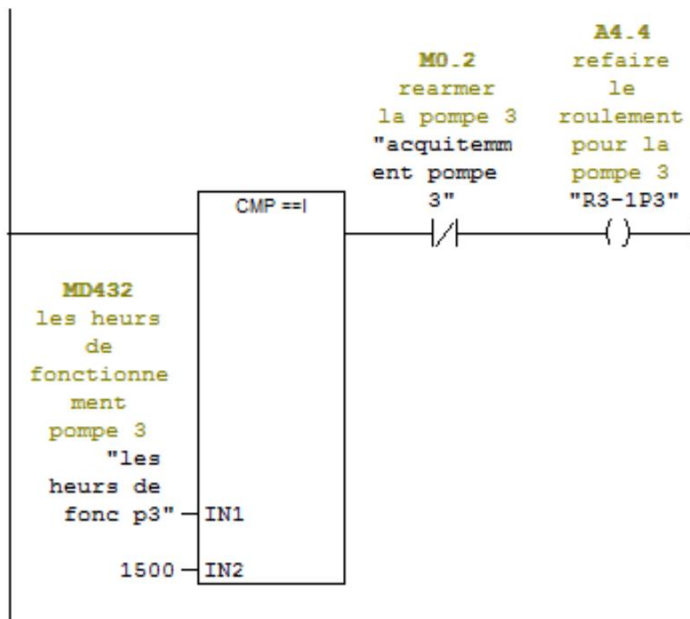 A4.4
refaire
le
roulement
pour la
pompe 3
"R3-1P3"
M0.2
rearmer
la pompe 3
"acquitemm
ent pompe
3"
CMP ==I
MD432
les heurs
de
fonctionne
ment
pompe 3
"les
heurs de
fonc p3"
IN1
1500
IN2